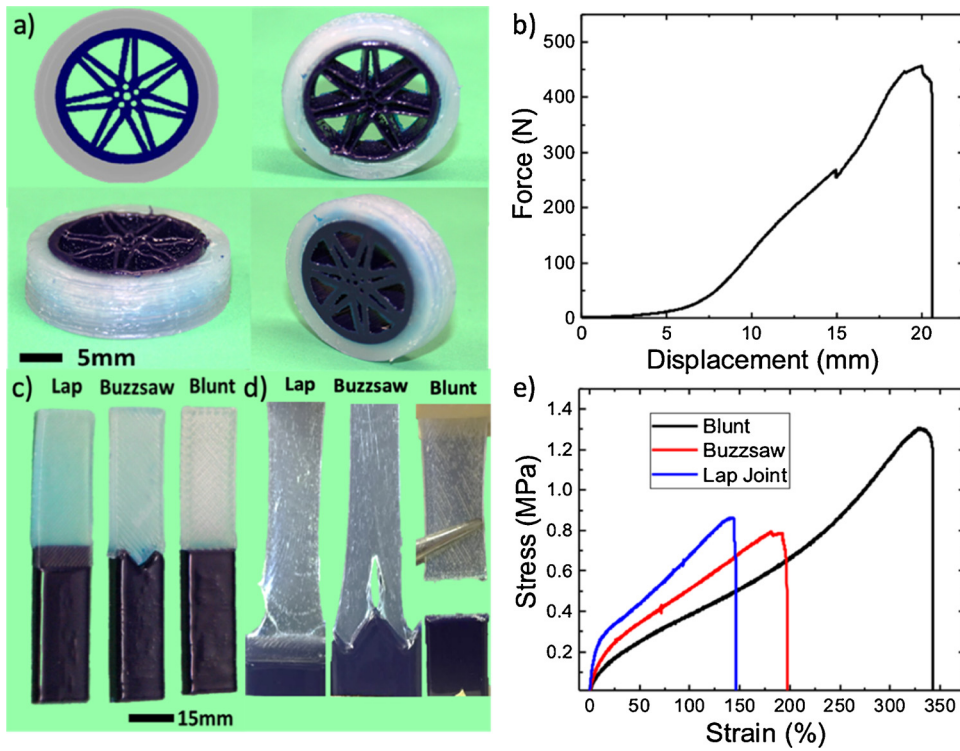 a)
5mm
b)
Force (N)
500
400
300
200
100
0
0 5 10 15 20
Displacement (mm)
c) Lap Buzzsaw Blunt
15mm
d) Lap Buzzsaw Blunt
e)
Stress (MPa)
1.4
1.2
1.0
0.8
0.6
0.4
0.2
Blunt
Buzzsaw
Lap Joint
0 50 100 150 200 250 300 350
Strain (%)